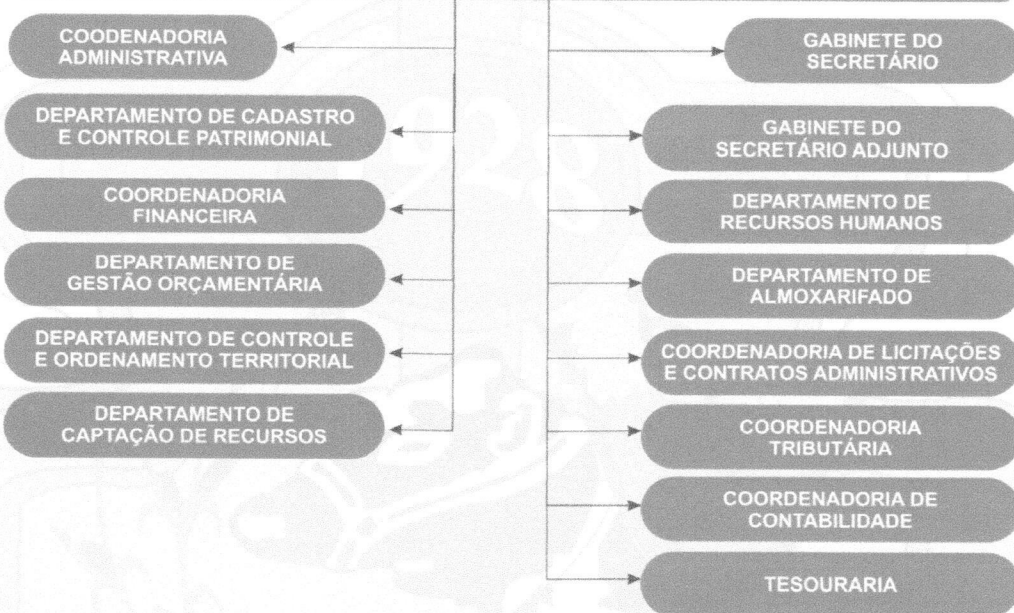 COODENADORIA
ADMINISTRATIVA
DEPARTAMENTO DE CADASTRO
E CONTROLE PATRIMONIAL
COORDENADORIA
FINANCEIRA
DEPARTAMENTO DE
GESTÃO ORÇAMENTÁRIA
DEPARTAMENTO DE CONTROLE
E ORDENAMENTO TERRITORIAL
DEPARTAMENTO DE
CAPTAÇÃO DE RECURSOS
GABINETE DO
SECRETÁRIO
GABINETE DO
SECRETÁRIO ADJUNTO
DEPARTAMENTO DE
RECURSOS HUMANOS
DEPARTAMENTO DE
ALMOXARIFADO
COORDENADORIA DE LICITAÇÕES
E CONTRATOS ADMINISTRATIVOS
COORDENADORIA
TRIBUTÁRIA
COORDENADORIA DE
CONTABILIDADE
TESOURARIA